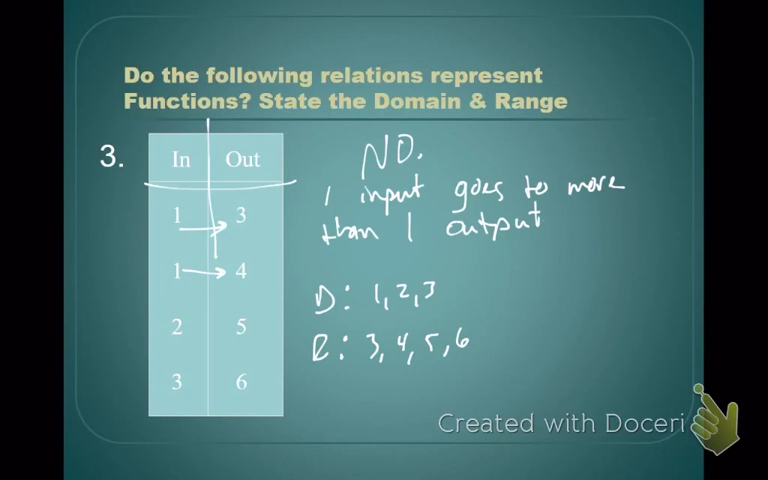 Do the following relations represent
Functions? State the Domain & Range
3.
In Out
1 3
1 4
2 5
3 6
NO.
1 input goes to more
than 1 output
D: 1, 2, 3
R: 3, 4, 5, 6
Created with Doceri